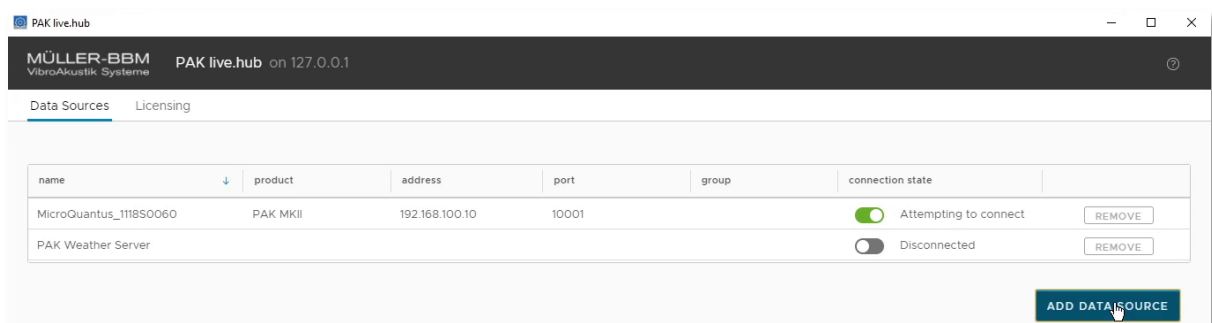 PAK live.hub
MÜLLER-BBM
VibroAkustik Systeme
PAK live.hub on 127.0.0.1
Data Sources Licensing
name product address port group connection state
MicroQuantus_1118S0060 PAK MKII 192.168.100.10 10001 Attempting to connect REMOVE
PAK Weather Server Disconnected REMOVE
ADD DATA SOURCE